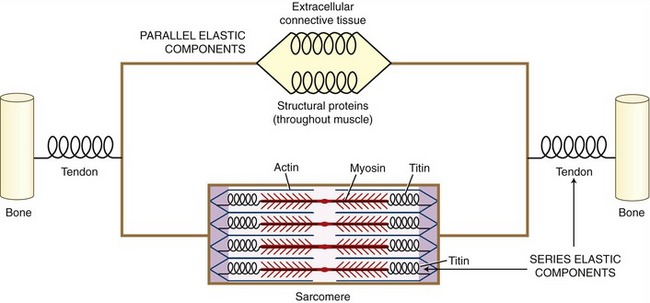 Extracellular
connective tissue
PARALLEL ELASTIC
COMPONENTS
Structural proteins
(throughout muscle)
Tendon
Tendon
Bone
Bone
Actin
Myosin
Titin
Titin
SERIES ELASTIC
COMPONENTS
Sarcomere